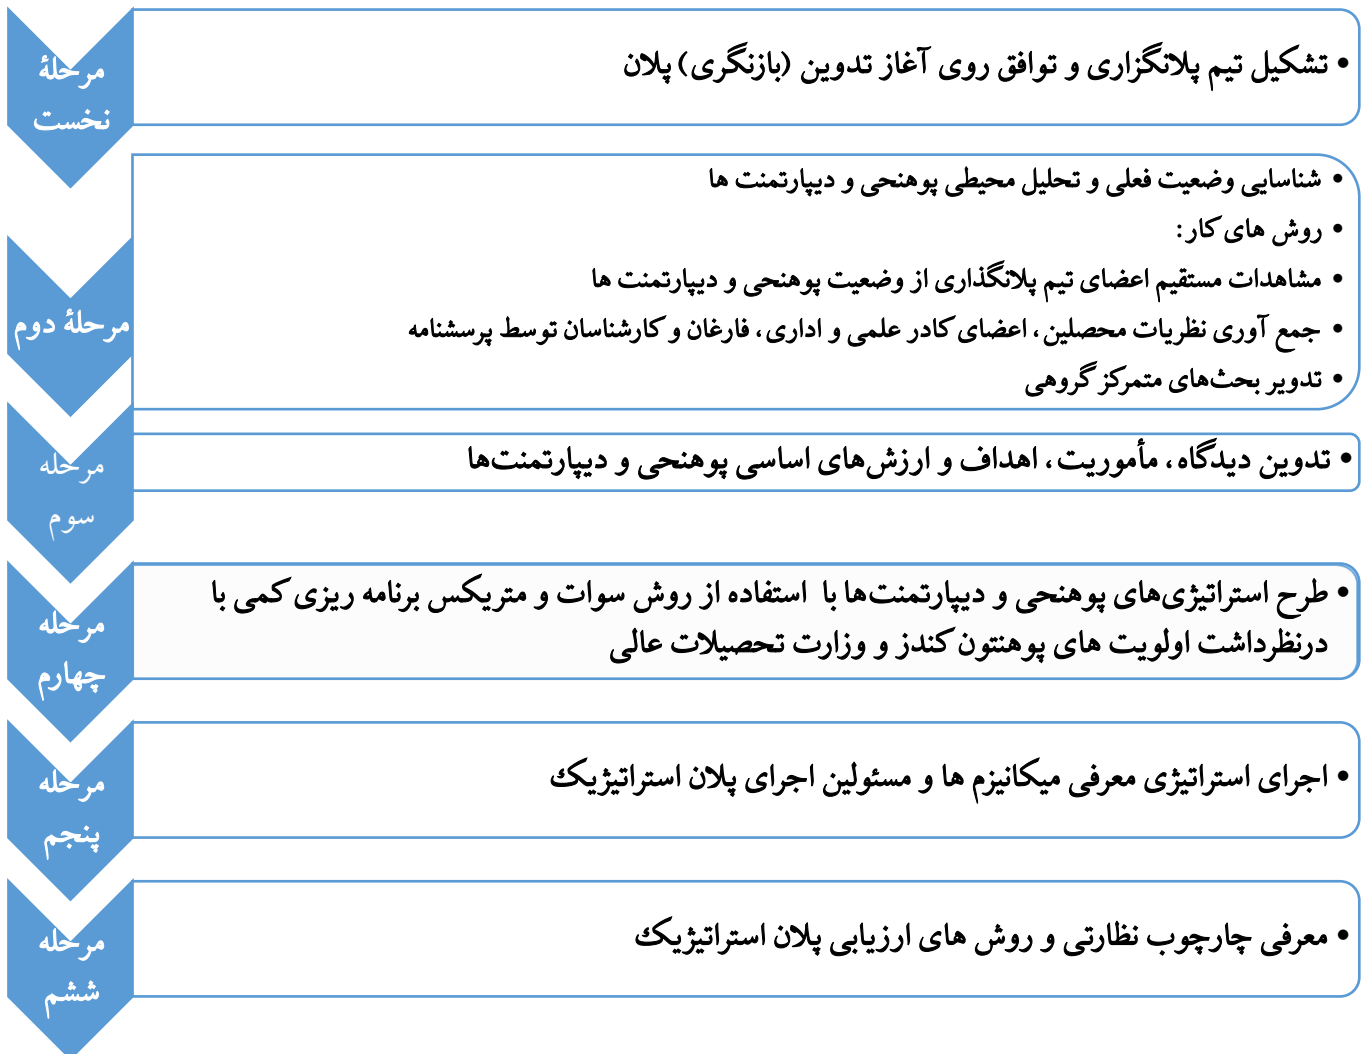 مرحلۀ
نخست
• تشکیل تیم پلانگزاری و توافق روی آغاز تدوین (بازنگری) پلان
مرحلۀ دوم
• شناسایی وضعیت فعلی و تحلیل محیطی پوهنحی و دیپارتمنت ها
• روش های کار:
• مشاهدات مستقیم اعضای تیم پلانگذاری از وضعیت پوهنحی و دیپارتمنت ها
• جمع آوری نظریات محصلین، اعضای کادر علمی و اداری، فارغان و کارشناسان توسط پرسشنامه
• تدویر بحث‌های متمرکز گروهی
مرحله
سوم
• تدوین دیدگاه، مأموریت، اهداف و ارزش‌های اساسی پوهنحی و دیپارتمنت‌ها
مرحله
چهارم
• طرح استراتیژی‌های پوهنحی و دیپارتمنت‌ها با استفاده از روش سوات و متریکس برنامه ریزی کمی با
درنظرداشت اولویت های پوهنتون کندز و وزارت تحصیلات عالی
مرحله
پنجم
• اجرای استراتیژی معرفی میکانیزم ها و مسئولین اجرای پلان استراتیژیک
مرحله
ششم
• معرفی چارچوب نظارتی و روش های ارزیابی پلان استراتیژیک